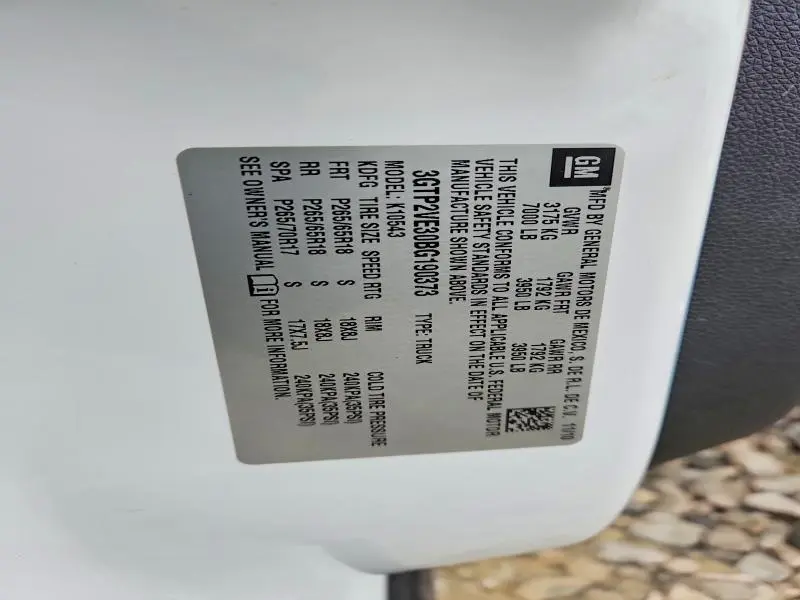 GM
MFD BY GENERAL MOTORS DE MEXICO, S. DE R.L. DE C.V. 11/10
GVWR GAWR FRT GAWR RR
3175 KG 1792 KG 1792 KG
7000 LB 3950 LB 3950 LB
THIS VEHICLE CONFORMS TO ALL APPLICABLE U.S. FEDERAL MOTOR
VEHICLE SAFETY STANDARDS IN EFFECT ON THE DATE OF
MANUFACTURE SHOWN ABOVE.
3GTP2VE30BG190373 TYPE: TRUCK
MODEL: K10543
KDFG TIRE SIZE SPEED RTG RIM COLD TIRE PRESSURE
FRT P265/65R18 S 18X8J 240KPA(35PSI)
RR P265/65R18 S 18X8J 240KPA(35PSI)
SPA P265/70R17 S 17X7.5J 240KPA(35PSI)
SEE OWNER'S MANUAL FOR MORE INFORMATION.